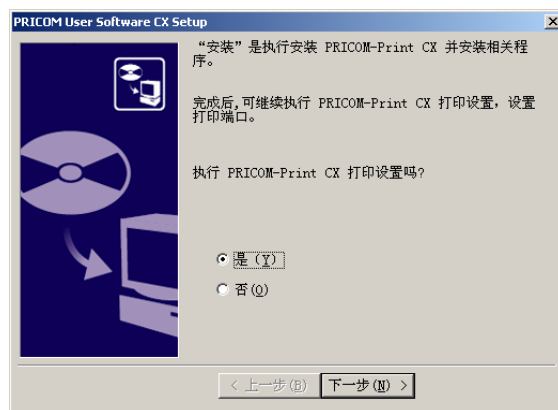 PRICOM User Software CX Setup
“安装”是执行安装 PRICOM-Print CX 并安装相关程
序。
完成后,可继续执行 PRICOM-Print CX 打印设置，设置
打印端口。
执行 PRICOM-Print CX 打印设置吗?
是(Y)
否(O)
< 上一步(B)
下一步(N) >